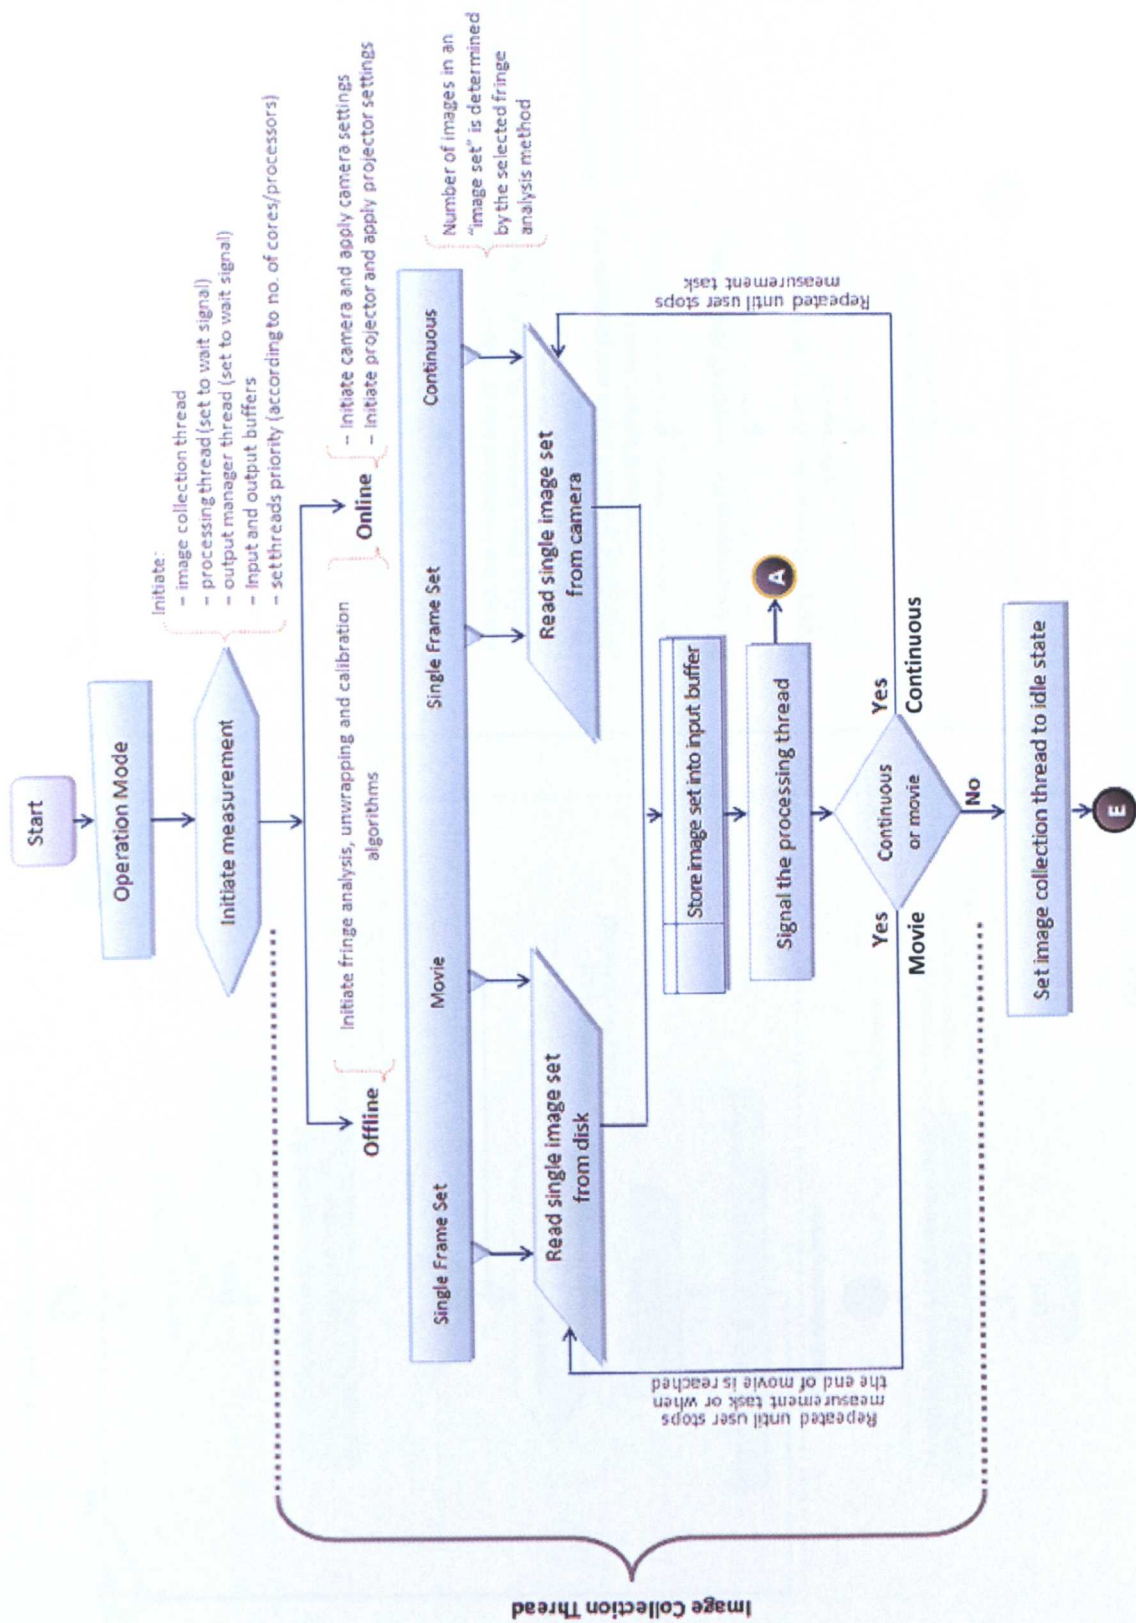 Start
Operation Mode
Initiate measurement
Initiate:
– image collection thread
– processing thread (set to wait signal)
– output manager thread (set to wait signal)
– Input and output buffers
– set threads priority (according to no. of cores/processors)
Offline
Initiate fringe analysis, unwrapping and calibration
algorithms
Online
– Initiate camera and apply camera settings
– Initiate projector and apply projector settings
Single Frame Set
Movie
Single Frame Set
Continuous
Number of images in an
“image set” is determined
by the selected fringe
analysis method
Read single image set
from disk
Read single image set
from camera
Store image set into input buffer
Signal the processing thread
A
Continuous
or movie
Yes
Movie
Yes
Continuous
No
Repeated until user stops
measurement task or when
the end of movie is reached
Repeated until user stops
measurement task
Set image collection thread to idle state
E
Image Collection Thread